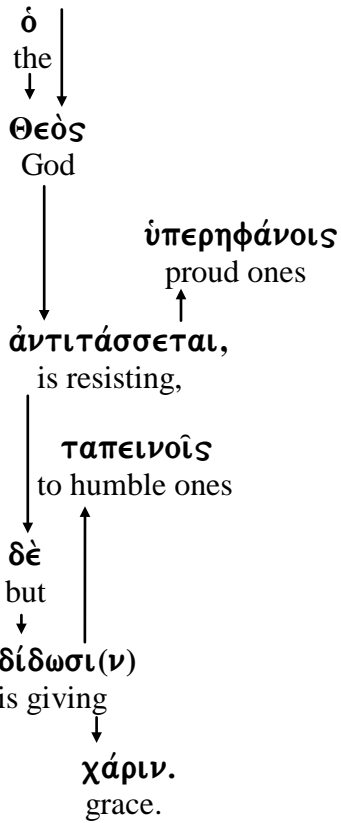 ὁ
the
Θεὸς
God
ὑπερηφάνοις
proud ones
ἀντιτάσσεται,
is resisting,
ταπεινοῖς
to humble ones
δὲ
but
δίδωσι(ν)
is giving
χάριν.
grace.